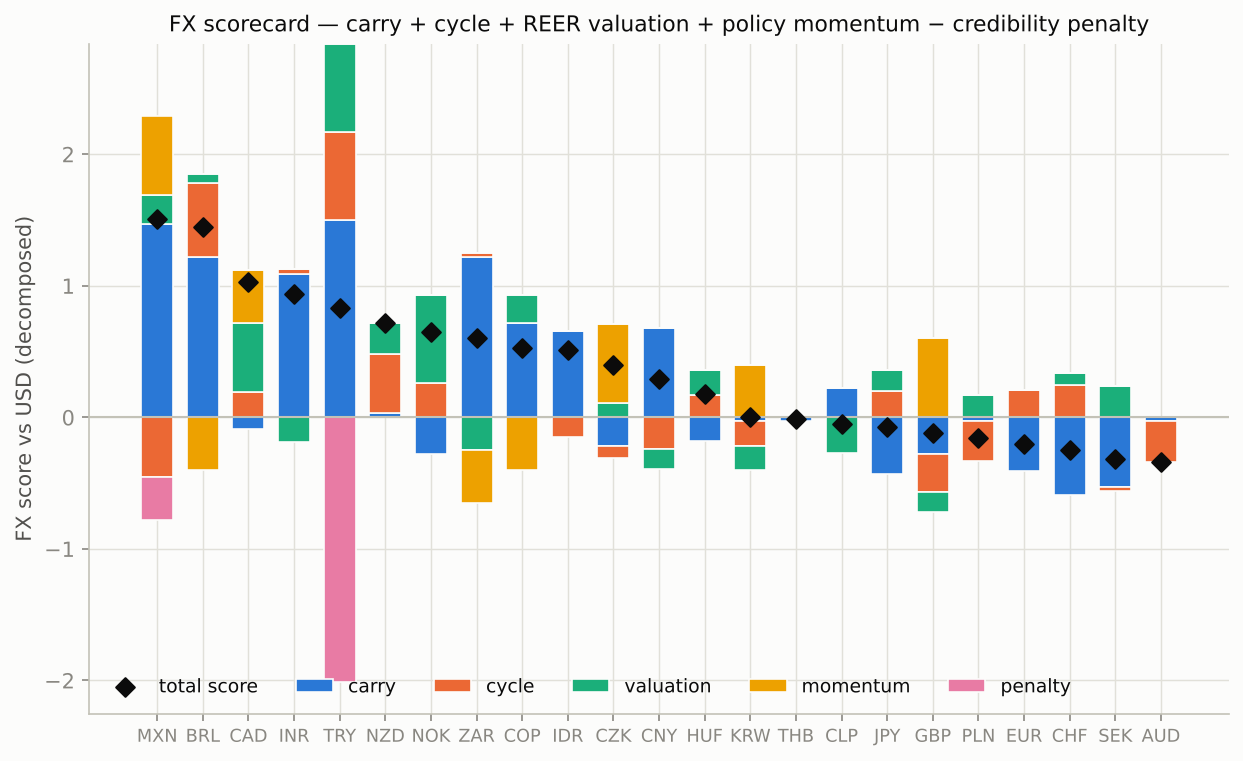 FX scorecard — carry + cycle + REER valuation + policy momentum − credibility penalty
FX score vs USD (decomposed)
2
1
0
−1
−2
total score carry cycle valuation momentum penalty
MXN BRL CAD INR TRY NZD NOK ZAR COP IDR CZK CNY HUF KRW THB CLP JPY GBP PLN EUR CHF SEK AUD